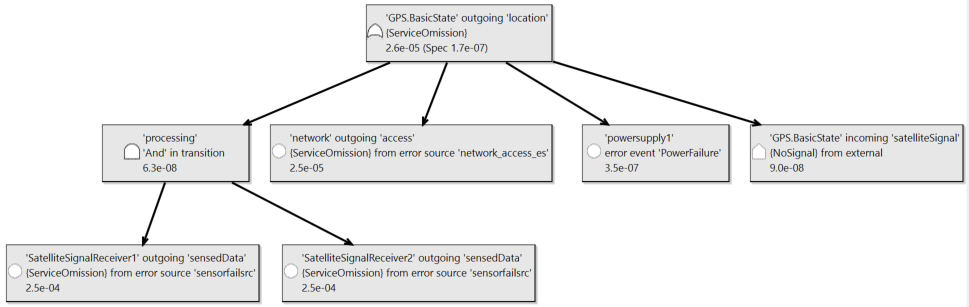 'GPS.BasicState' outgoing 'location'
{ServiceOmission}
2.6e-05 (Spec 1.7e-07)
'processing'
'And' in transition
6.3e-08
'network' outgoing 'access'
{ServiceOmission} from error source 'network_access_es'
2.5e-05
'powersupply1'
error event 'PowerFailure'
3.5e-07
'GPS.BasicState' incoming 'satelliteSignal'
{NoSignal} from external
9.0e-08
'SatelliteSignalReceiver1' outgoing 'sensedData'
{ServiceOmission} from error source 'sensorfailsrc'
2.5e-04
'SatelliteSignalReceiver2' outgoing 'sensedData'
{ServiceOmission} from error source 'sensorfailsrc'
2.5e-04